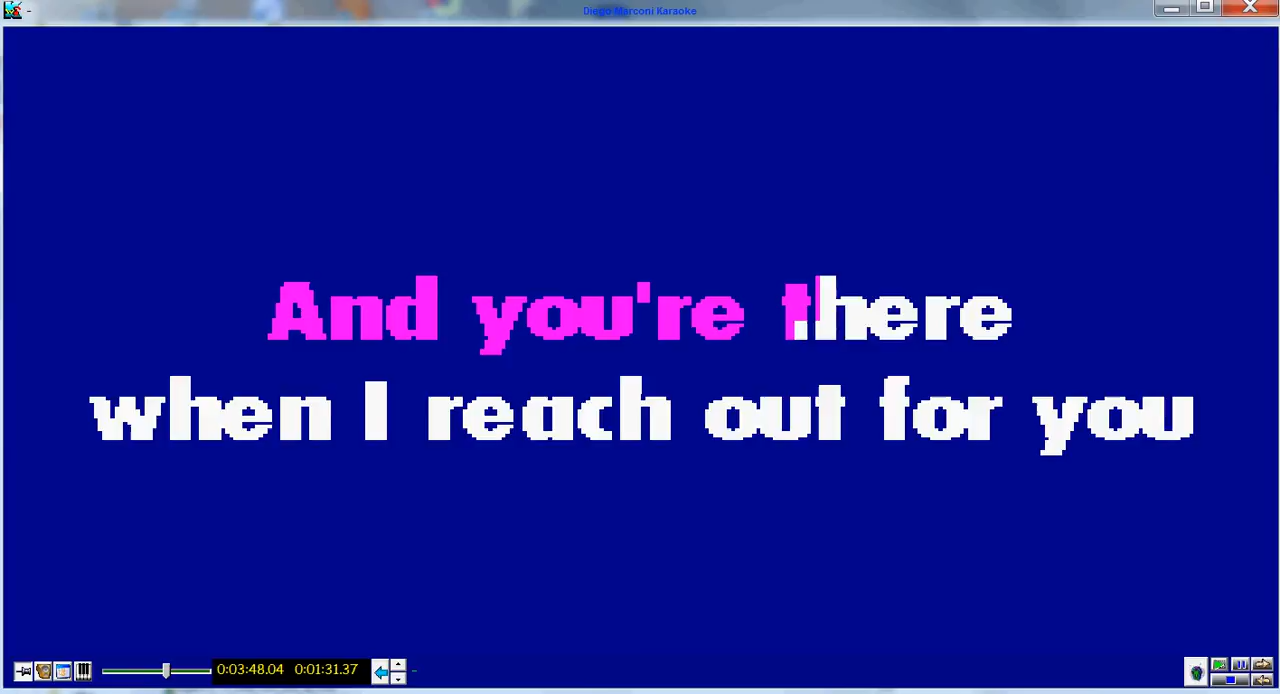 Diego Marconi Karaoke
And you're there
when I reach out for you
0:03:48.04 0:01:31.37